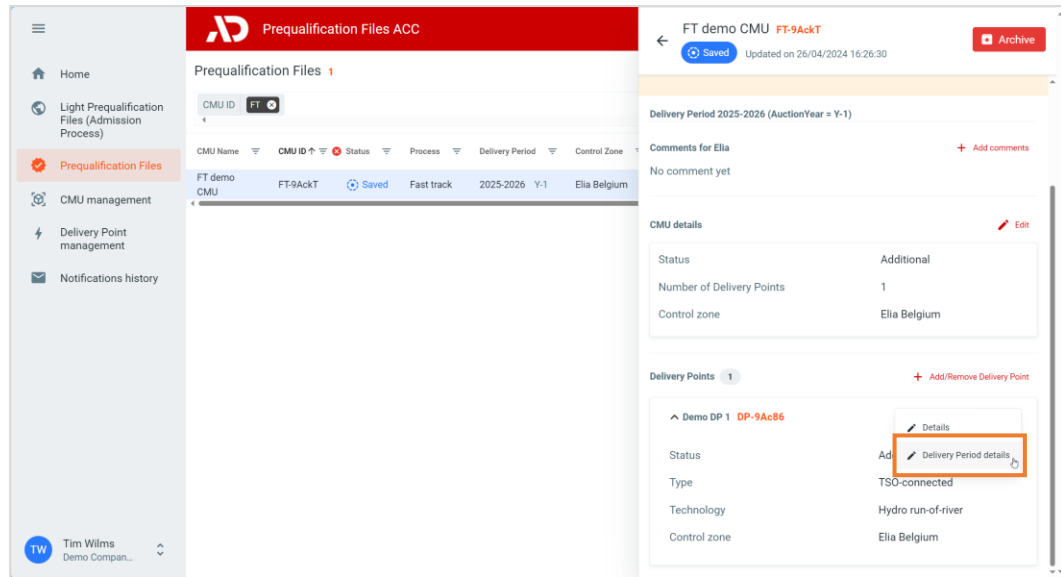 Prequalification Files ACC
Home
Light Prequalification
Files (Admission
Process)
Prequalification Files
CMU management
Delivery Point
management
Notifications history
TW
Tim Wilms
Demo Compan...
Prequalification Files 1
CMU ID FT
CMU Name CMU ID Status Process Delivery Period Control Zone
FT demo
CMU
FT-9AckT Saved Fast track 2025-2026 Y-1 Elia Belgium
FT demo CMU FT-9AckT
Saved Updated on 26/04/2024 16:26:30
Archive
Delivery Period 2025-2026 (AuctionYear = Y-1)
Comments for Elia + Add comments
No comment yet
CMU details Edit
Status Additional
Number of Delivery Points 1
Control zone Elia Belgium
Delivery Points 1 + Add/Remove Delivery Point
Demo DP 1 DP-9Ac86
Details
Delivery Period details
Status
Type TSO-connected
Technology Hydro run-of-river
Control zone Elia Belgium